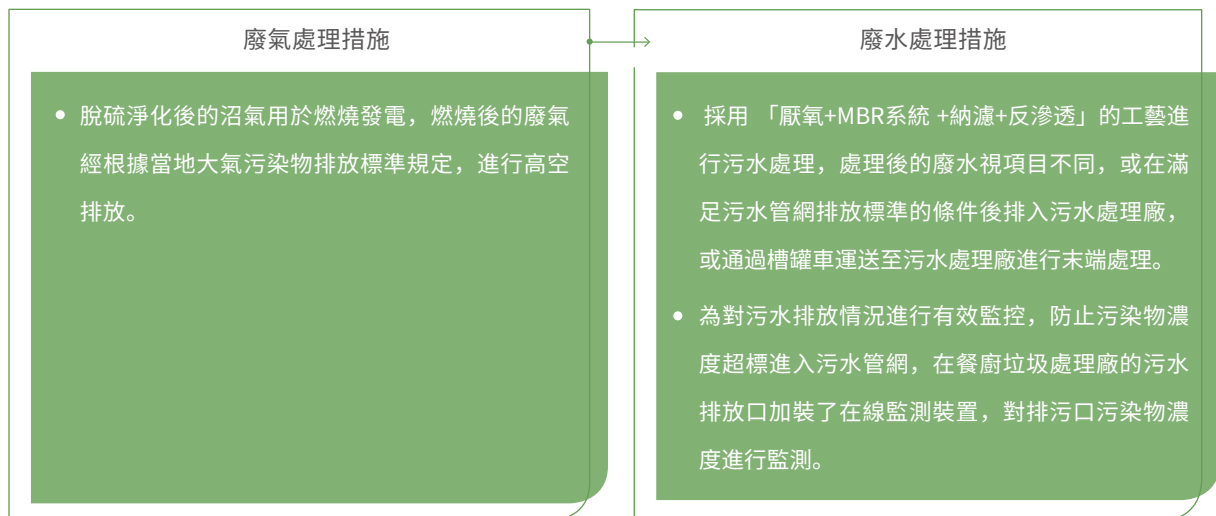 廢氣處理措施
• 脫硫淨化後的沼氣用於燃燒發電，燃燒後的廢氣
經根據當地大氣污染物排放標準規定，進行高空
排放。
廢水處理措施
• 採用 「厭氧+MBR系統 +納濾+反滲透」的工藝進
行污水處理，處理後的廢水視項目不同，或在滿
足污水管網排放標準的條件後排入污水處理廠，
或通過槽罐車運送至污水處理廠進行末端處理。
• 為對污水排放情況進行有效監控，防止污染物濃
度超標進入污水管網，在餐廚垃圾處理廠的污水
排放口加裝了在線監測裝置，對排污口污染物濃
度進行監測。